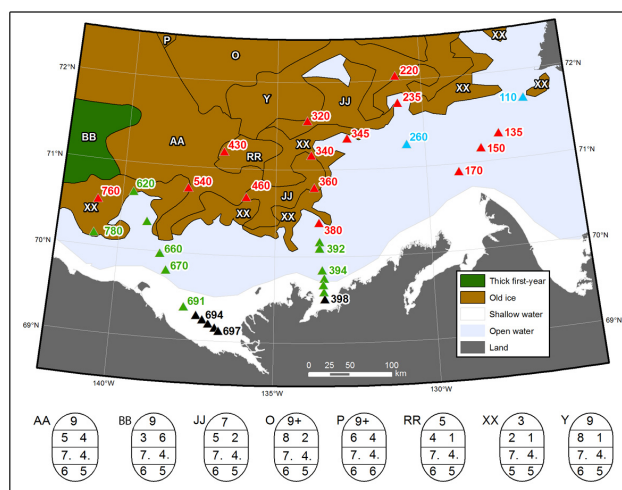 72°N
72°N
P
O
XX
220
Y
JJ
XX
XX
110
235
320
BB
AA
430
345
260
135
71°N
XX
340
150
71°N
RR
620
540
460
360
170
760
JJ
XX
XX
XX
780
380
70°N
392
70°N
660
670
394
691
398
694
697
69°N
69°N
Thick first-year
Old ice
Shallow water
Open water
Land
0 25 50 100
km
140°W
135°W
130°W
AA BB JJ O P RR XX Y
9 9 7 9+ 9+ 5 3 9
5 4 3 6 5 2 8 2 6 4 4 1 2 1 8 1
7. 4. 7. 4. 7. 4. 7. 4. 7. 4. 7. 4. 7. 4. 7. 4.
6 5 6 5 6 5 6 5 6 6 6 5 5 5 6 5